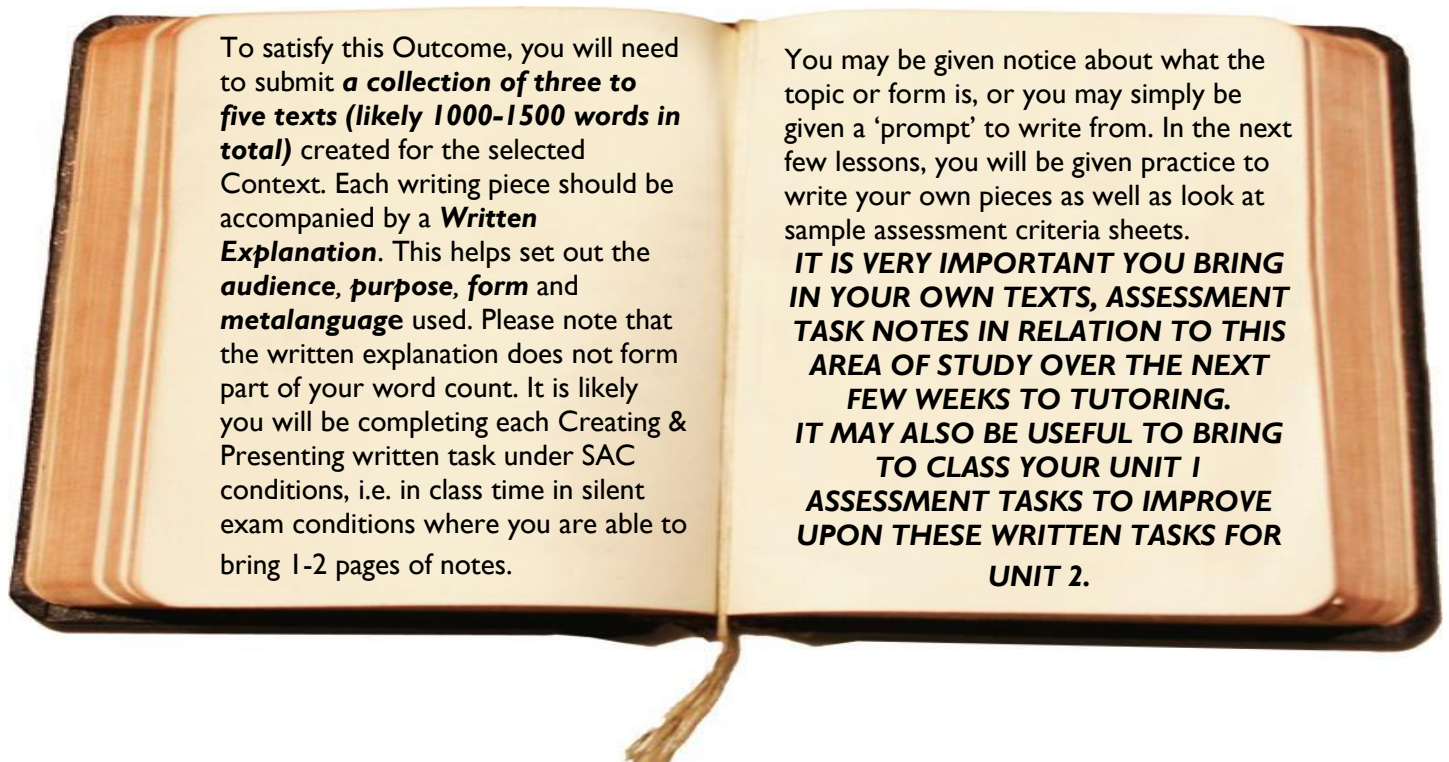 To satisfy this Outcome, you will need
to submit a collection of three to
five texts (likely 1000-1500 words in
total) created for the selected
Context. Each writing piece should be
accompanied by a Written
Explanation. This helps set out the
audience, purpose, form and
metalanguage used. Please note that
the written explanation does not form
part of your word count. It is likely
you will be completing each Creating &
Presenting written task under SAC
conditions, i.e. in class time in silent
exam conditions where you are able to
bring 1-2 pages of notes.
You may be given notice about what the
topic or form is, or you may simply be
given a ‘prompt’ to write from. In the next
few lessons, you will be given practice to
write your own pieces as well as look at
sample assessment criteria sheets.
IT IS VERY IMPORTANT YOU BRING
IN YOUR OWN TEXTS, ASSESSMENT
TASK NOTES IN RELATION TO THIS
AREA OF STUDY OVER THE NEXT
FEW WEEKS TO TUTORING.
IT MAY ALSO BE USEFUL TO BRING
TO CLASS YOUR UNIT 1
ASSESSMENT TASKS TO IMPROVE
UPON THESE WRITTEN TASKS FOR
UNIT 2.